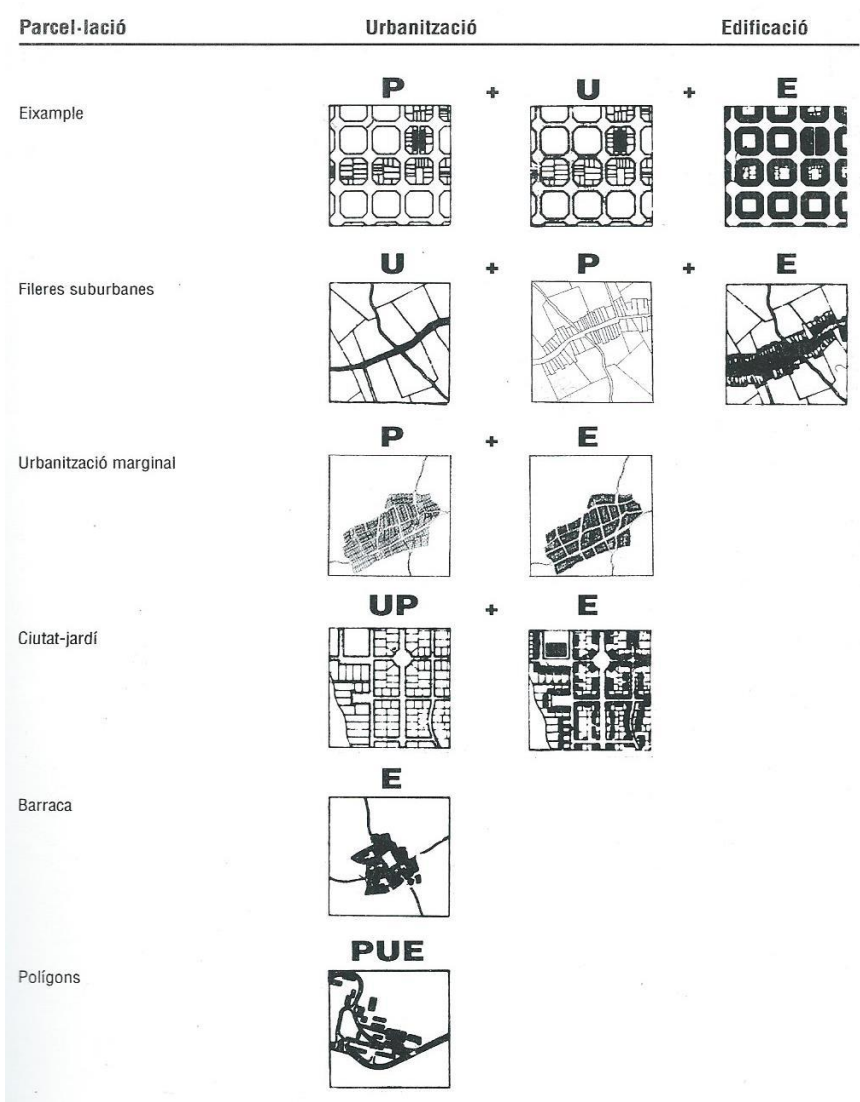 Parcel·lació Urbanització Edificació
P + U + E
Eixample
U + P + E
Fileres suburbanes
P + E
Urbanització marginal
UP + E
Ciutat-jardí
E
Barraca
PUE
Polígons